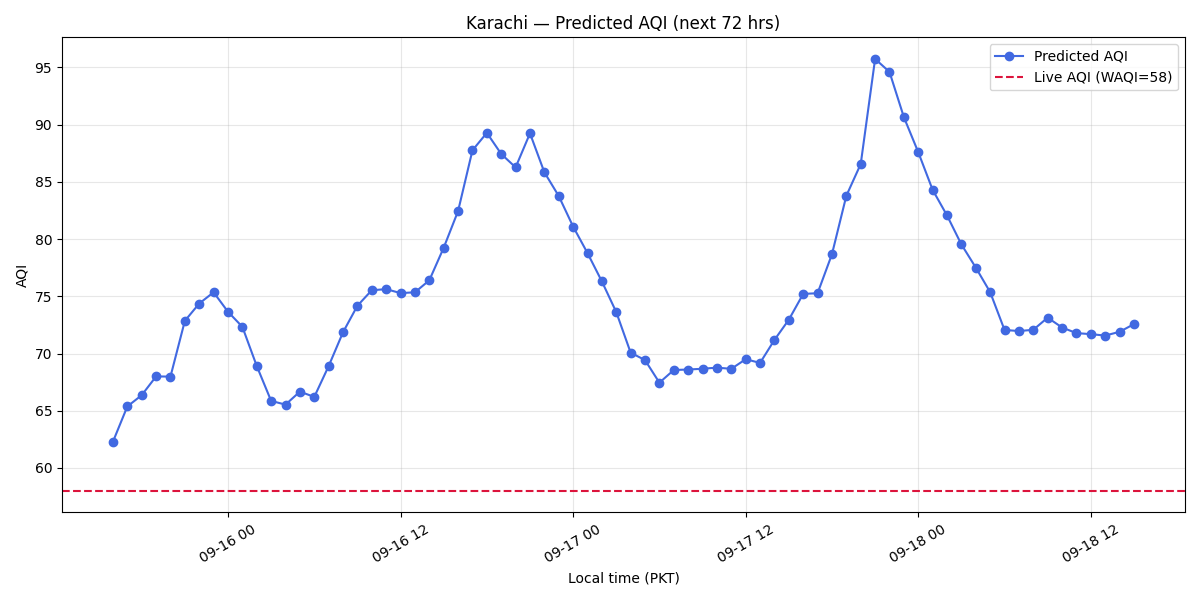 Karachi — Predicted AQI (next 72 hrs)
Predicted AQI
Live AQI (WAQI=58)
AQI
95
90
85
80
75
70
65
60
09-16 00
09-16 12
09-17 00
09-17 12
09-18 00
09-18 12
Local time (PKT)